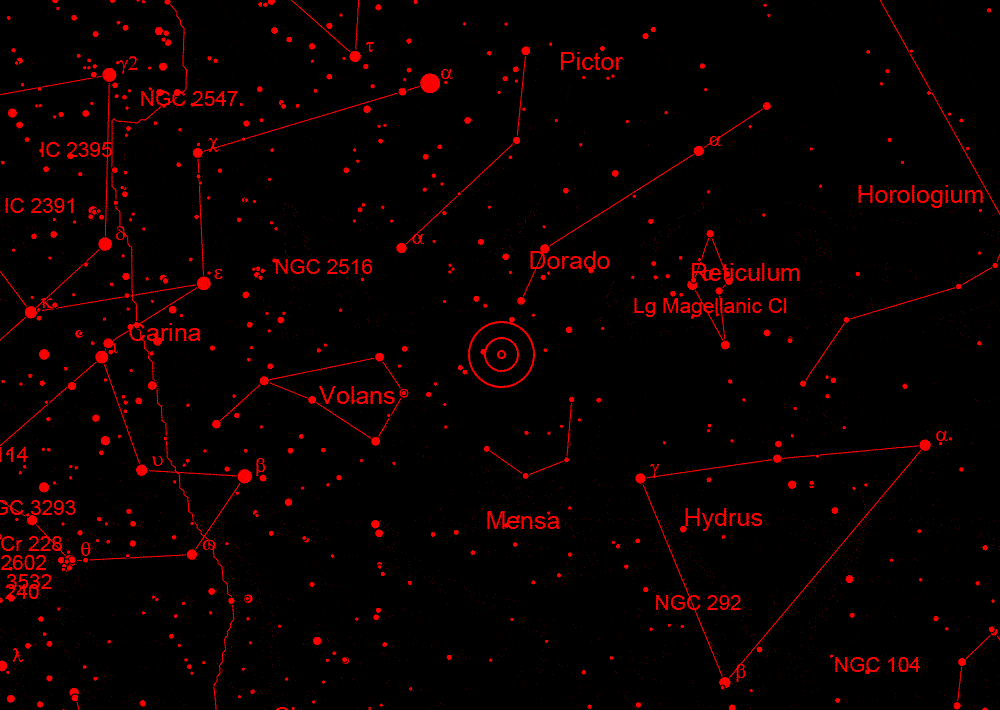 τ
Pictor
γ2
α
NGC 2547
χ
α
IC 2395
IC 2391
Horologium
δ
α
Dorado
NGC 2516
ε
Reticulum
κ
Lg Magellanic Cl
Carina
ι
Volans
α
114
υ
β
γ
GC 3293
Mensa
Hydrus
Cr 228
θ
ω
2602
3532
240
NGC 292
λ
β
NGC 104